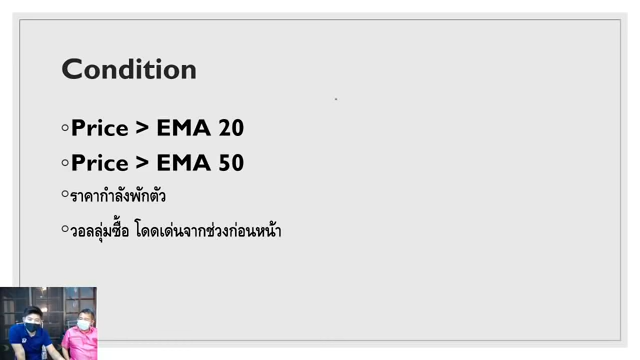 Condition
Price > EMA 20
Price > EMA 50
ราคากำลังพักตัว
วอลลุ่มซื้อ โดดเด่นจากช่วงก่อนหน้า